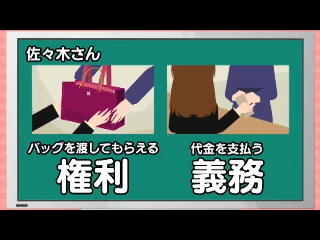 佐々木さん
バッグを渡してもらえる
権利
代金を支払う
義務